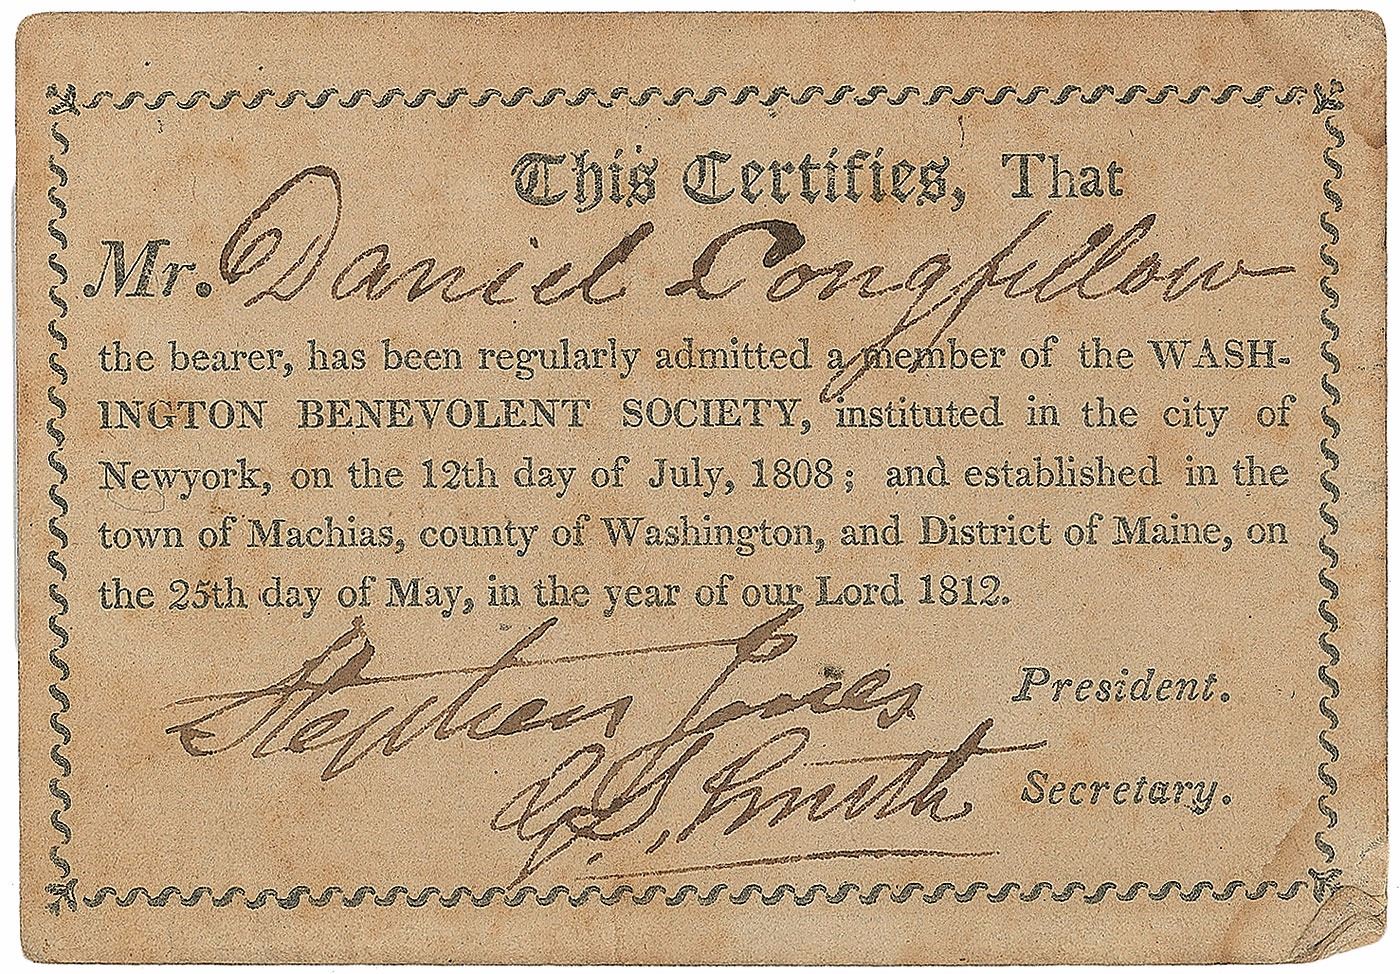 This Certifies, That
Mr. Daniel Longfellow
the bearer, has been regularly admitted a member of the WASH-
INGTON BENEVOLENT SOCIETY, instituted in the city of
Newyork, on the 12th day of July, 1808; and established in the
town of Machias, county of Washington, and District of Maine, on
the 25th day of May, in the year of our Lord 1812.
Stephen Jones President.
Smith Secretary.